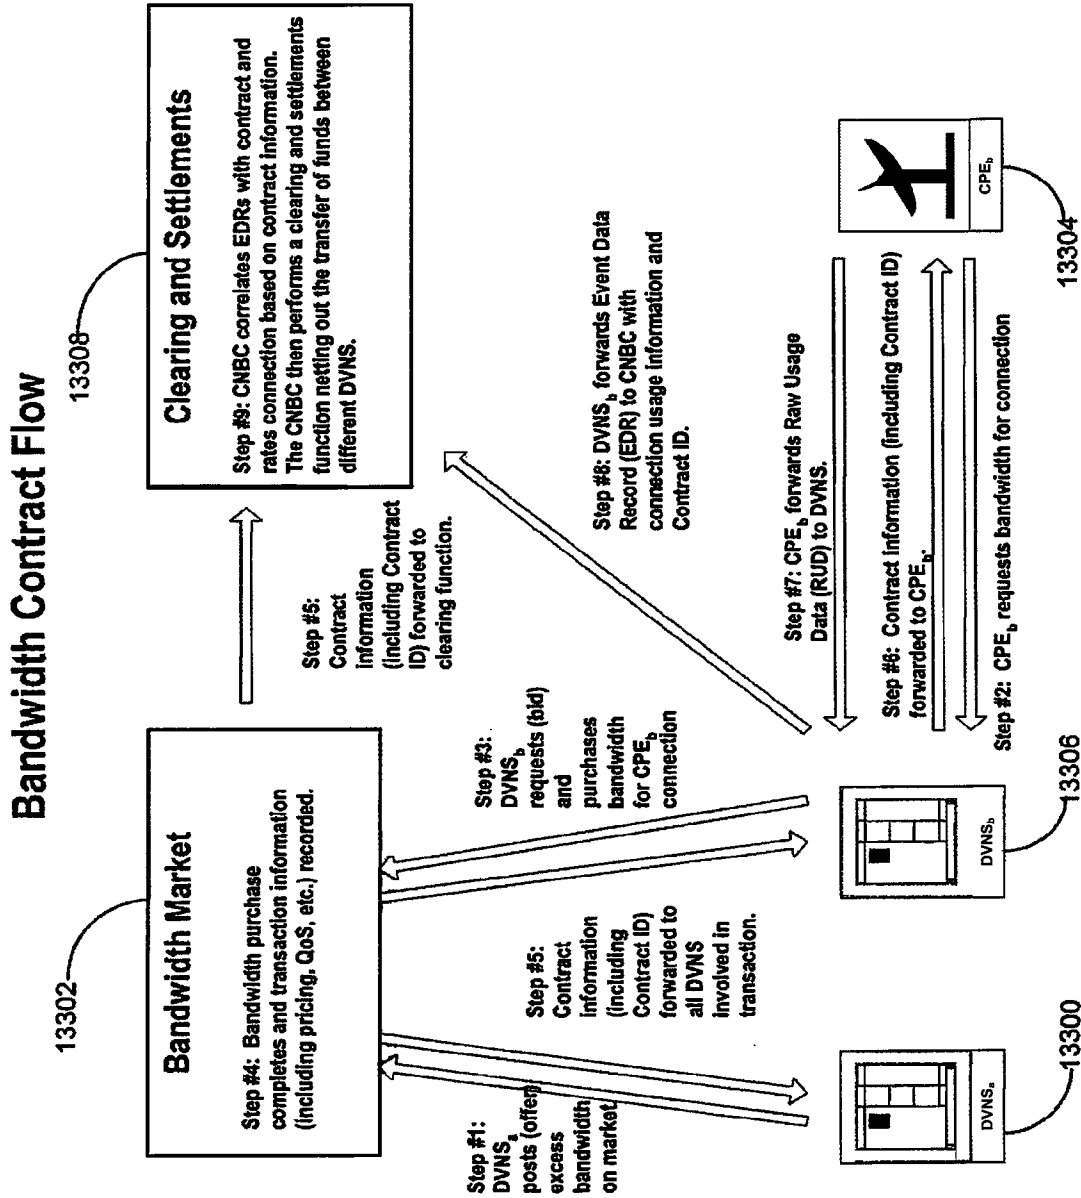 Bandwidth Contract Flow
13302
13308
Bandwidth Market
Step #4: Bandwidth purchase
completes and transaction information
(including pricing, QoS, etc.) recorded.
Clearing and Settlements
Step #9: CNBC correlates EDRs with contract and
rates connection based on contract information.
The CNBC then performs a clearing and settlements
function netting out the transfer of funds between
different DVNS.
Step #5:
Contract
information
(including Contract
ID) forwarded to
clearing function.
Step #1:
DVNSa
posts (offer)
excess
bandwidth
on market.
Step #5:
Contract
information
(including
Contract ID)
forwarded to
all DVNS
involved in
transaction.
Step #3:
DVNSb
requests (bid)
and
purchases
bandwidth
for CPEb
connection
Step #8: DVNSb forwards Event Data
Record (EDR) to CNBC with
connection usage information and
Contract ID.
Step #7: CPEb forwards Raw Usage
Data (RUD) to DVNS.
Step #6: Contract information (including Contract ID)
forwarded to CPEb.
Step #2: CPEb requests bandwidth for connection
DVNSa
13300
DVNSb
13306
CPEb
13304